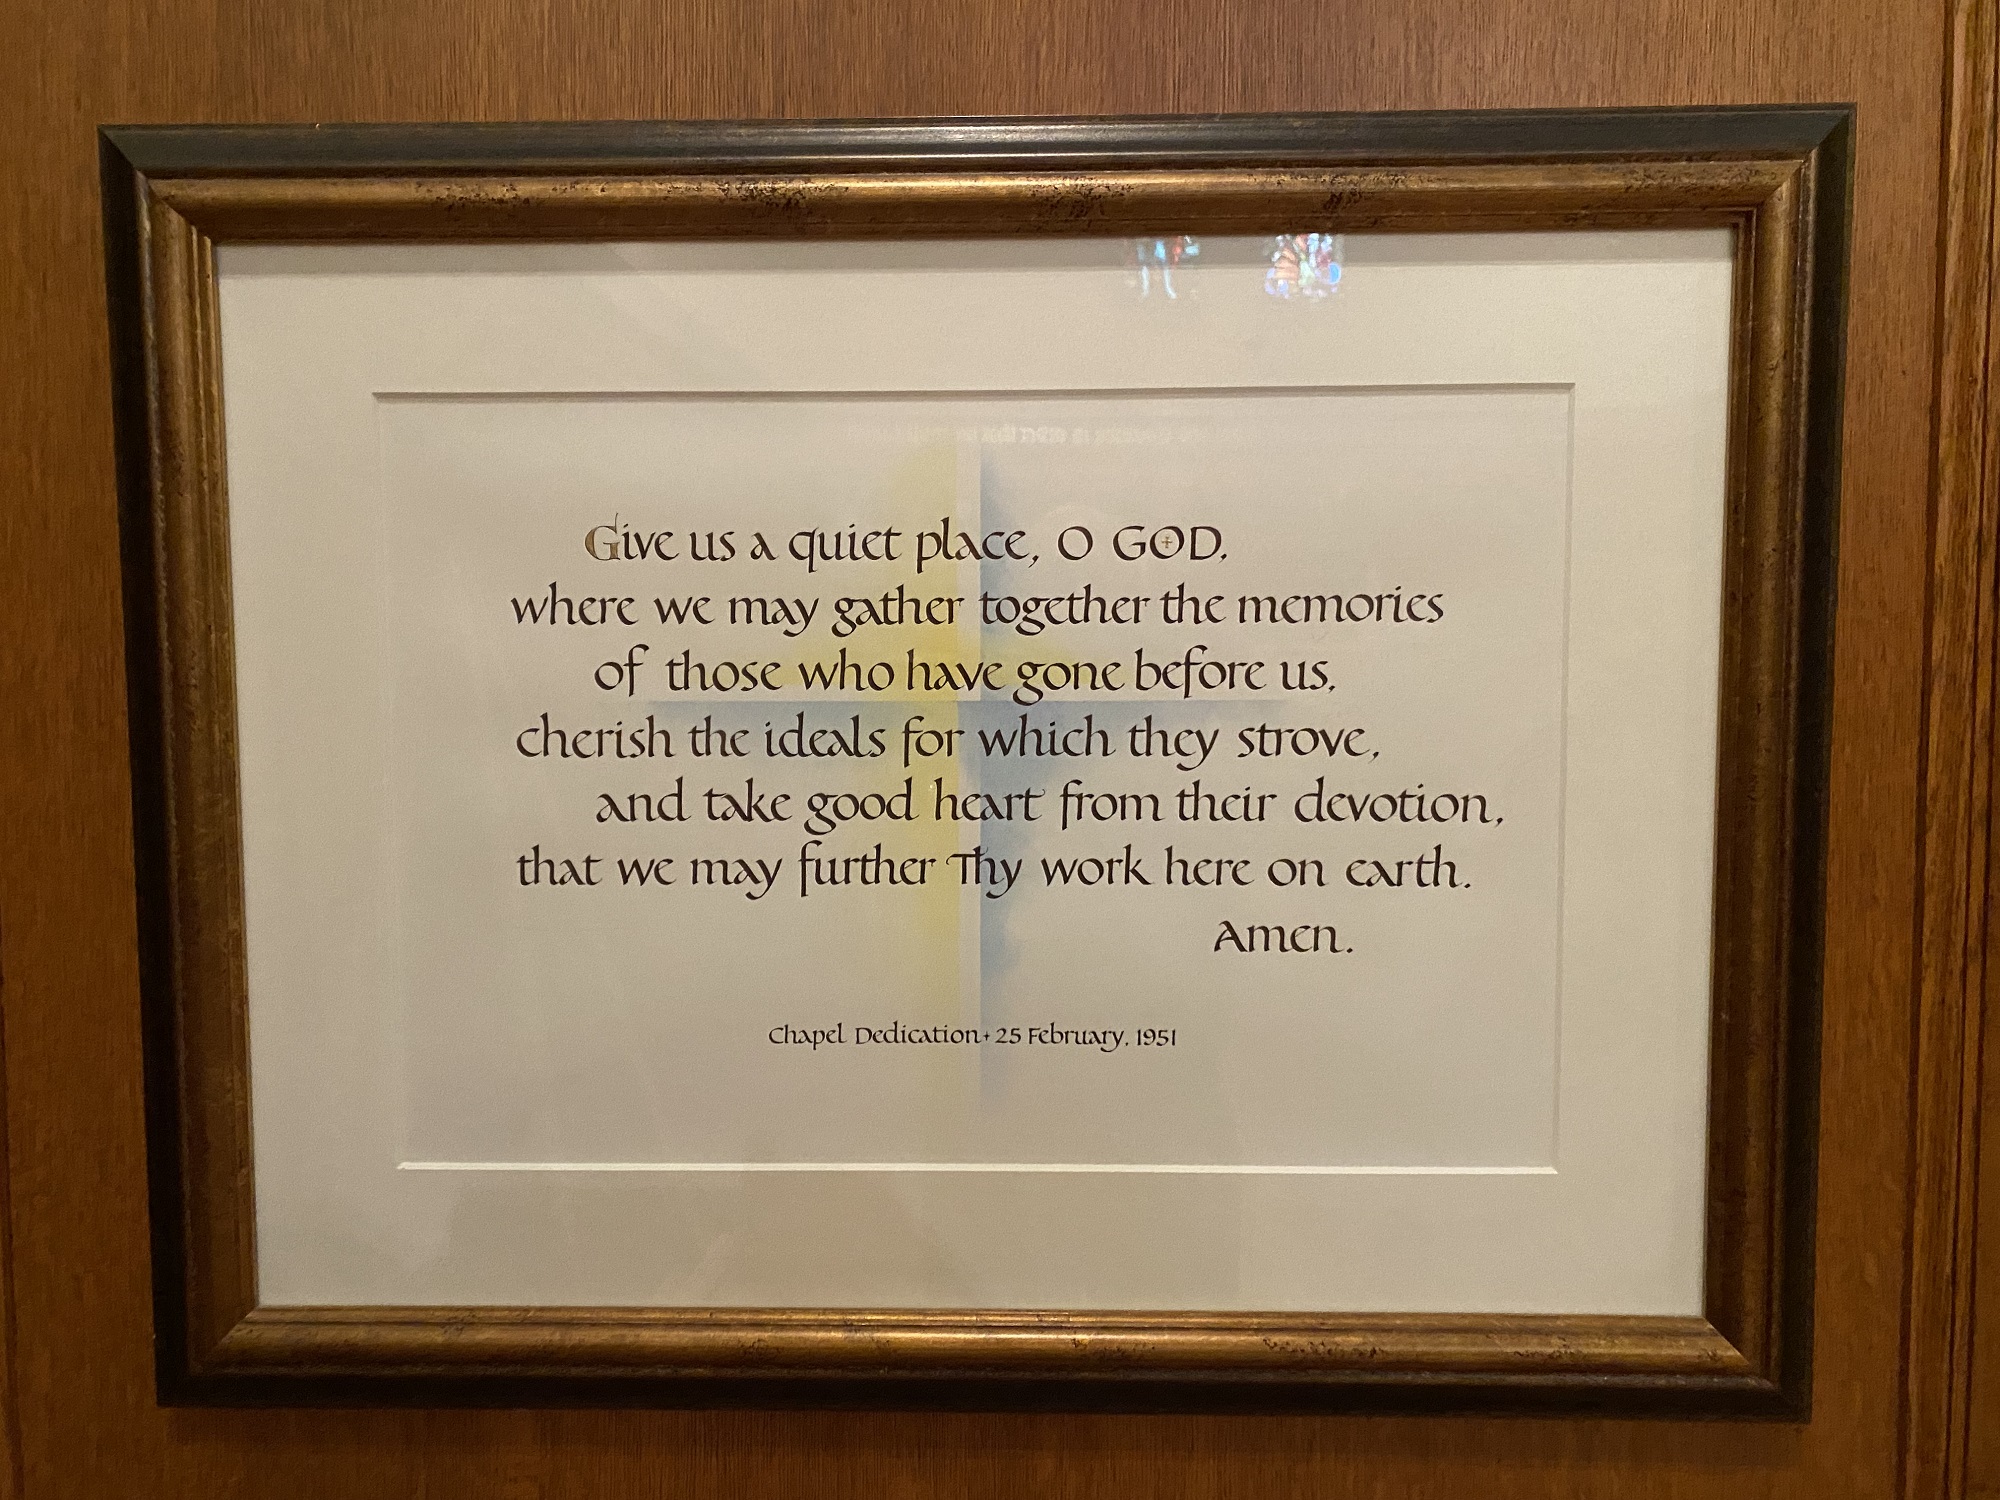 Give us a quiet place, O GOD,
where we may gather together the memories
of those who have gone before us,
cherish the ideals for which they strove,
and take good heart from their devotion,
that we may further Thy work here on earth.
Amen.
Chapel Dedication + 25 February, 1951